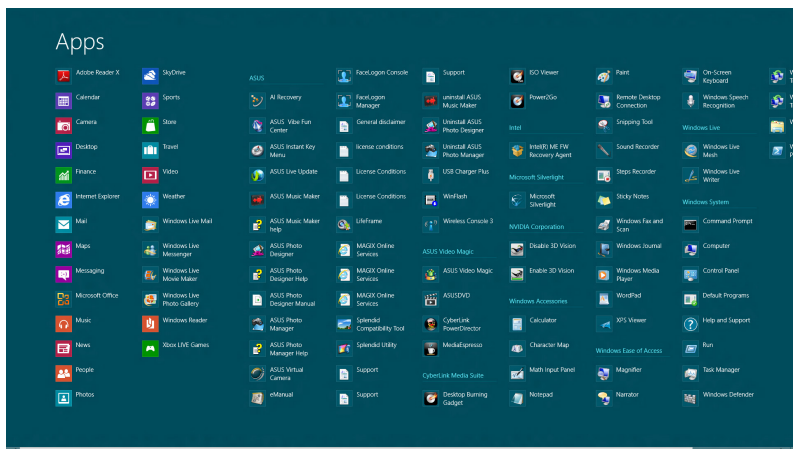 Apps
Adobe Reader X
Calendar
Camera
Desktop
Finance
Internet Explorer
Mail
Maps
Messaging
Microsoft Office
Music
News
People
Photos
SkyDrive
Sports
Store
Travel
Video
Weather
Windows Live Mail
Windows Live
Messenger
Windows Live
Movie Maker
Windows Live
Photo Gallery
Windows Reader
Xbox LIVE Games
ASUS
AI Recovery
ASUS Vibe Fun
Center
ASUS Instant Key
Menu
ASUS Live Update
ASUS Music Maker
ASUS Music Maker
help
ASUS Photo
Designer
ASUS Photo
Designer Help
ASUS Photo
Designer Manual
ASUS Photo
Manager
ASUS Photo
Manager Help
ASUS Virtual
Camera
eManual
FaceLogon Console
FaceLogon
Manager
General disclaimer
license conditions
License Conditions
License Conditions
LifeFrame
MAGIX Online
Services
MAGIX Online
Services
MAGIX Online
Services
Splendid
Compatibility Tool
Splendid Utility
Support
Support
Support
uninstall ASUS
Music Maker
Uninstall ASUS
Photo Designer
Uninstall ASUS
Photo Manager
USB Charger Plus
WinFlash
Wireless Console 3
ASUS Video Magic
ASUS Video Magic
ASUSDVD
CyberLink
PowerDirector
MediaEspresso
CyberLink Media Suite
Desktop Burning
Gadget
ISO Viewer
Power2Go
Intel
Intel(R) ME FW
Recovery Agent
Microsoft Silverlight
Microsoft
Silverlight
NVIDIA Corporation
Disable 3D Vision
Enable 3D Vision
Windows Accessories
Calculator
Character Map
Math Input Panel
Notepad
Paint
Remote Desktop
Connection
Snipping Tool
Sound Recorder
Steps Recorder
Sticky Notes
Windows Fax and
Scan
Windows Journal
Windows Media
Player
WordPad
XPS Viewer
Windows Ease of Access
Magnifier
Narrator
On-Screen
Keyboard
Windows Speech
Recognition
Windows Live
Windows Live
Mesh
Windows Live
Writer
Windows System
Command Prompt
Computer
Control Panel
Default Programs
Help and Support
Run
Task Manager
Windows Defender